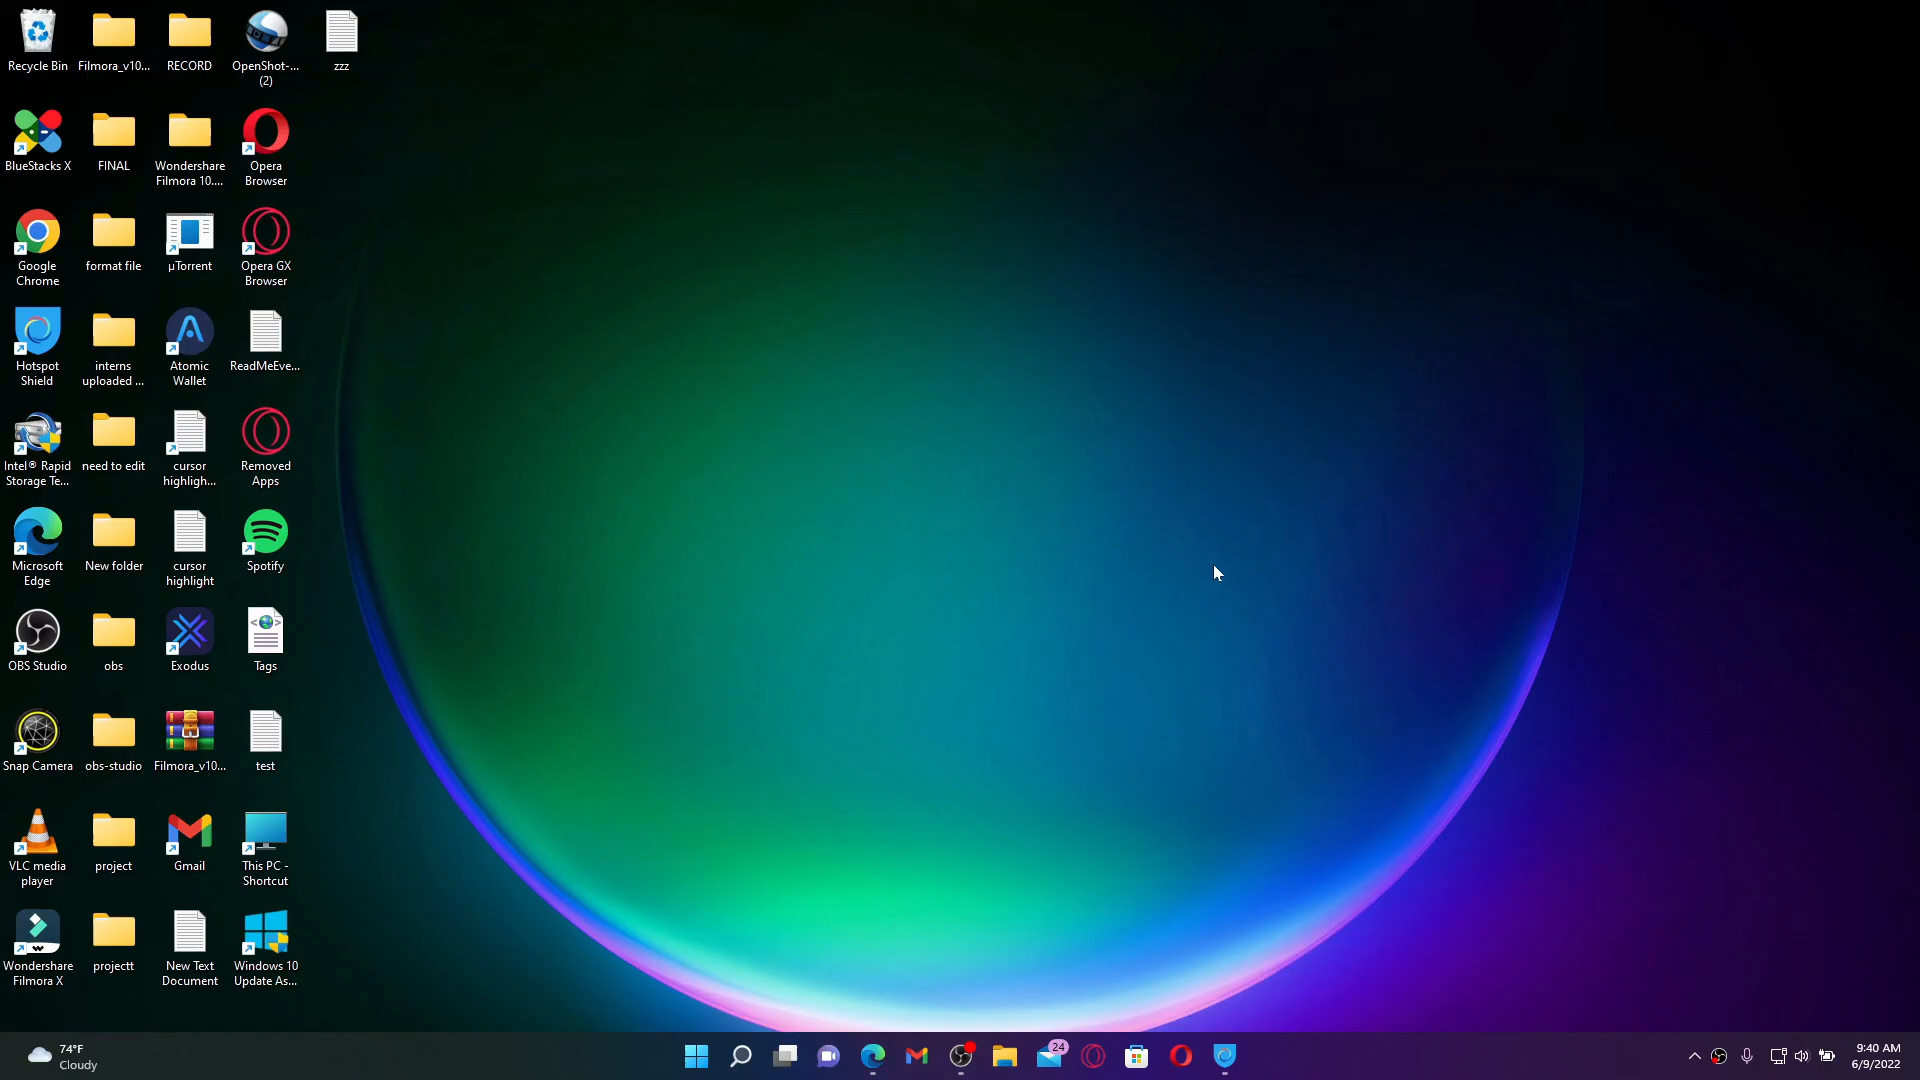 Recycle Bin
Filmora_v10...
RECORD
OpenShot-...
(2)
zzz
BlueStacks X
FINAL
Wondershare
Filmora 10....
Opera
Browser
Google
Chrome
format file
µTorrent
Opera GX
Browser
Hotspot
Shield
interns
uploaded ...
Atomic
Wallet
ReadMeEve...
Intel® Rapid
Storage Te...
need to edit
cursor
highligh...
Removed
Apps
Microsoft
Edge
New folder
cursor
highlight
Spotify
OBS Studio
obs
Exodus
Tags
Snap Camera
obs-studio
Filmora_v10...
test
VLC media
player
project
Gmail
This PC -
Shortcut
Wondershare
Filmora X
projectt
New Text
Document
Windows 10
Update As...
74°F
Cloudy
24
9:40 AM
6/9/2022